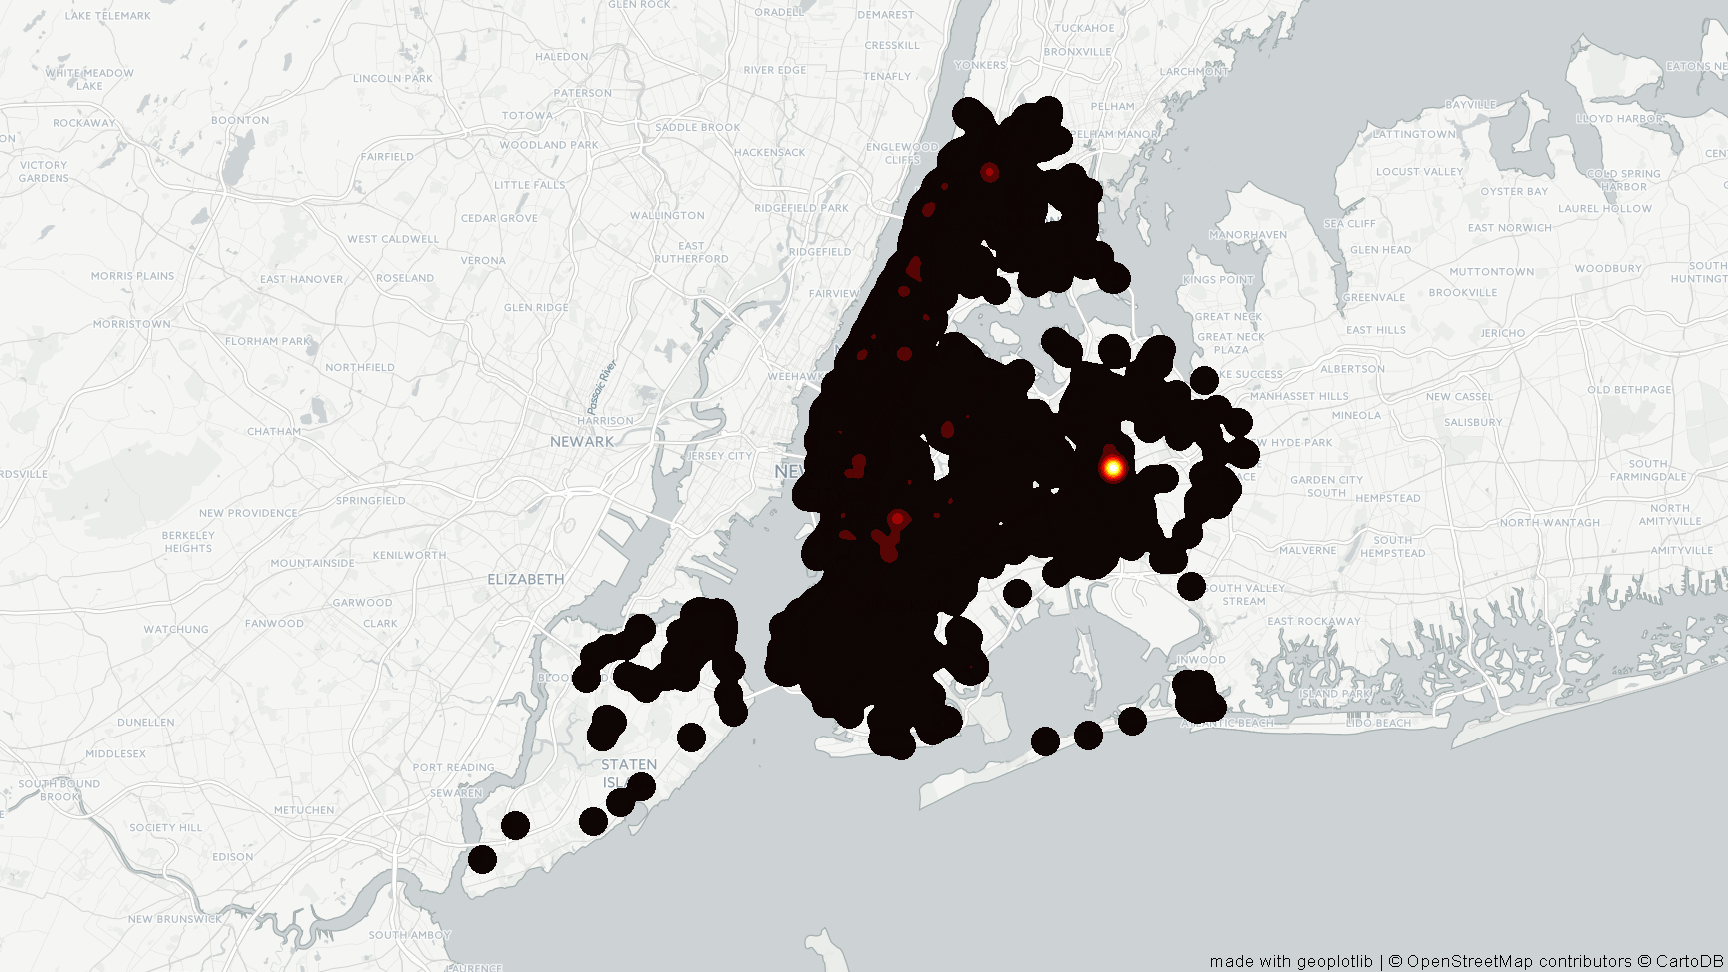 LAKE TELEMARK
GLEN ROCK
ORADELL
DEMAREST
TUCKAHOE
CRESSKILL
BRONXVILLE
HALEDON
RIVER EDGE
TENAFLY
YONKERS
LARCHMONT
EATONS NE
WHITE MEADOW
LAKE
LINCOLN PARK
PATERSON
PELHAM
BAYVILLE
ROCKAWAY
BOONTON
TOTOWA
SADDLE BROOK
PELHAM MANOR
LATTINGTOWN
LLOYD HARBOR
WOODLAND PARK
ENGLEWOOD
CLIFFS
HACKENSACK
FAIRFIELD
VICTORY
GARDENS
LITTLE FALLS
LOCUST VALLEY
COLD SPRING
HARBOR
OYSTER BAY
CEDAR GROVE
WALLINGTON
RIDGEFIELD PARK
LAUREL HOLLOW
SEA CLIFF
EAST NORWICH
WEST CALDWELL
EAST
RUTHERFORD
RIDGEFIELD
MANORHAVEN
GLEN HEAD
VERONA
MORRIS PLAINS
EAST HANOVER
ROSELAND
KINGS POINT
MUTTONTOWN
WOODBURY
SOUTH
HUNTING
GLEN RIDGE
FAIRVIEW
GREENVALE
BROOKVILLE
MORRISTOWN
GREAT NECK
EAST HILLS
JERICHO
FLORHAM PARK
GREAT NECK
PLAZA
NORTHFIELD
Passaic River
WEEHAWK
KE SUCCESS
ALBERTSON
OLD BETHPAGE
MANHASSET HILLS
NEW CASSEL
MINEOLA
SALISBURY
HARRISON
CHATHAM
NEWARK
EW HYDE PARK
JERSEY CITY
NEW
ACE
GARDEN CITY
SOUTH
SOUTH
FARMINGDALE
RDSVILLE
SPRINGFIELD
HEMPSTEAD
NEW PROVIDENCE
NORTH WANTAGH
NORTH
AMITYVILLE
BERKELEY
HEIGHTS
KENILWORTH
MOUNTAINSIDE
MALVERNE
SOUTH
HEMPSTEAD
AMITYVILLE
ELIZABETH
SOUTH VALLEY
STREAM
GARWOOD
WATCHUNG
FANWOOD
CLARK
EAST ROCKAWAY
INWOOD
ISLAND PARK
DUNELLEN
ATLANTIC BEACH
LIDO BEACH
MIDDLESEX
PORT READING
STATEN
SOUTH BOUND
BROOK
SEWAREN
METUCHEN
SOCIETY HILL
EDISON
NEW BRUNSWICK
SOUTH AMBOY
LAURENCE
made with geoplotlib | © OpenStreetMap contributors © CartoDB